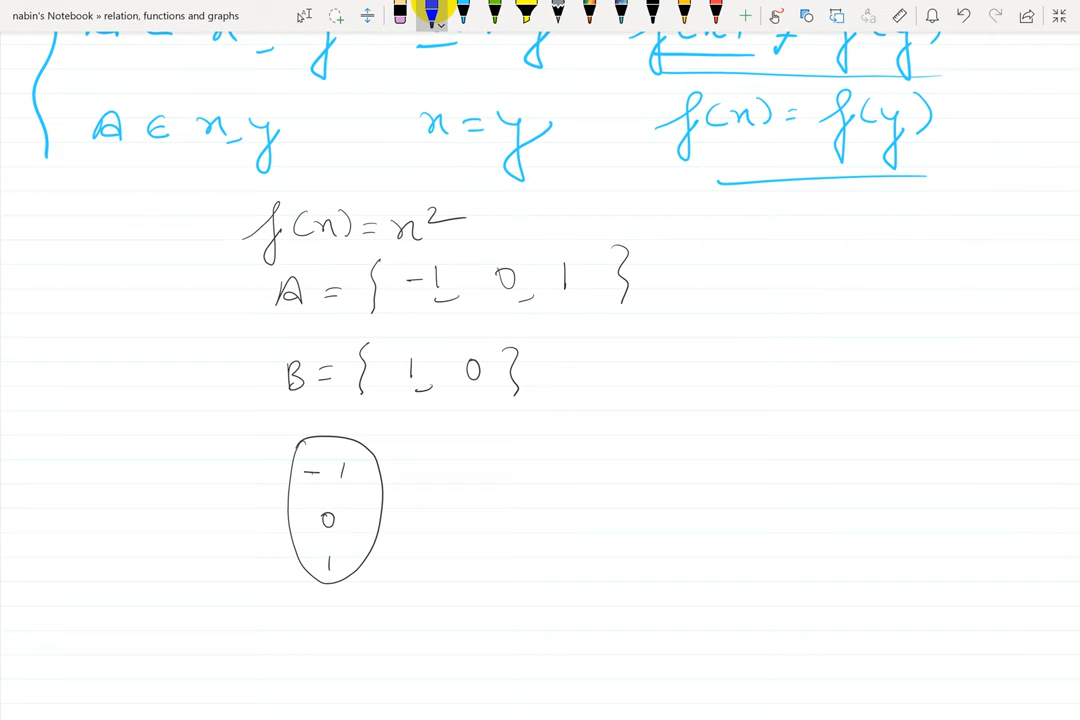 nabin's Notebook » relation, functions and graphs
A ∈ x, y x = y f(x) = f(y)
f(x) = x²
A = { -1, 0, 1 }
B = { 1, 0 }
- 1
0
1